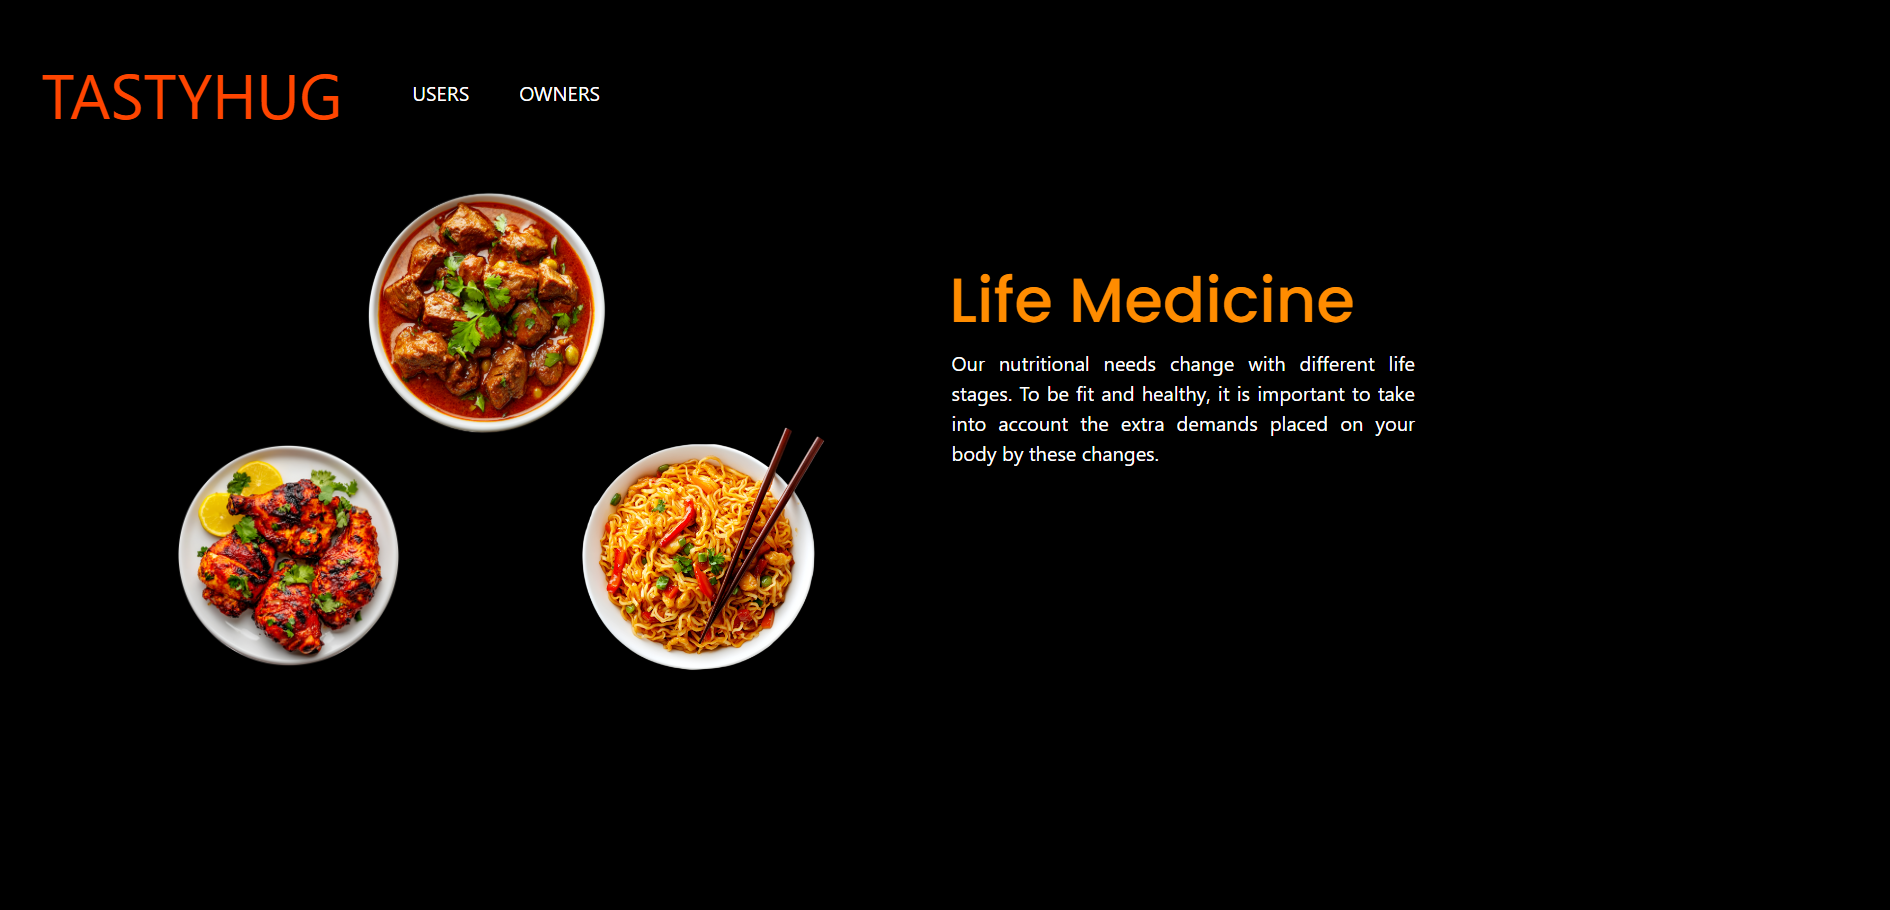 TASTYHUG
USERS
OWNERS
Life Medicine
Our nutritional needs change with different life
stages. To be fit and healthy, it is important to take
into account the extra demands placed on your
body by these changes.